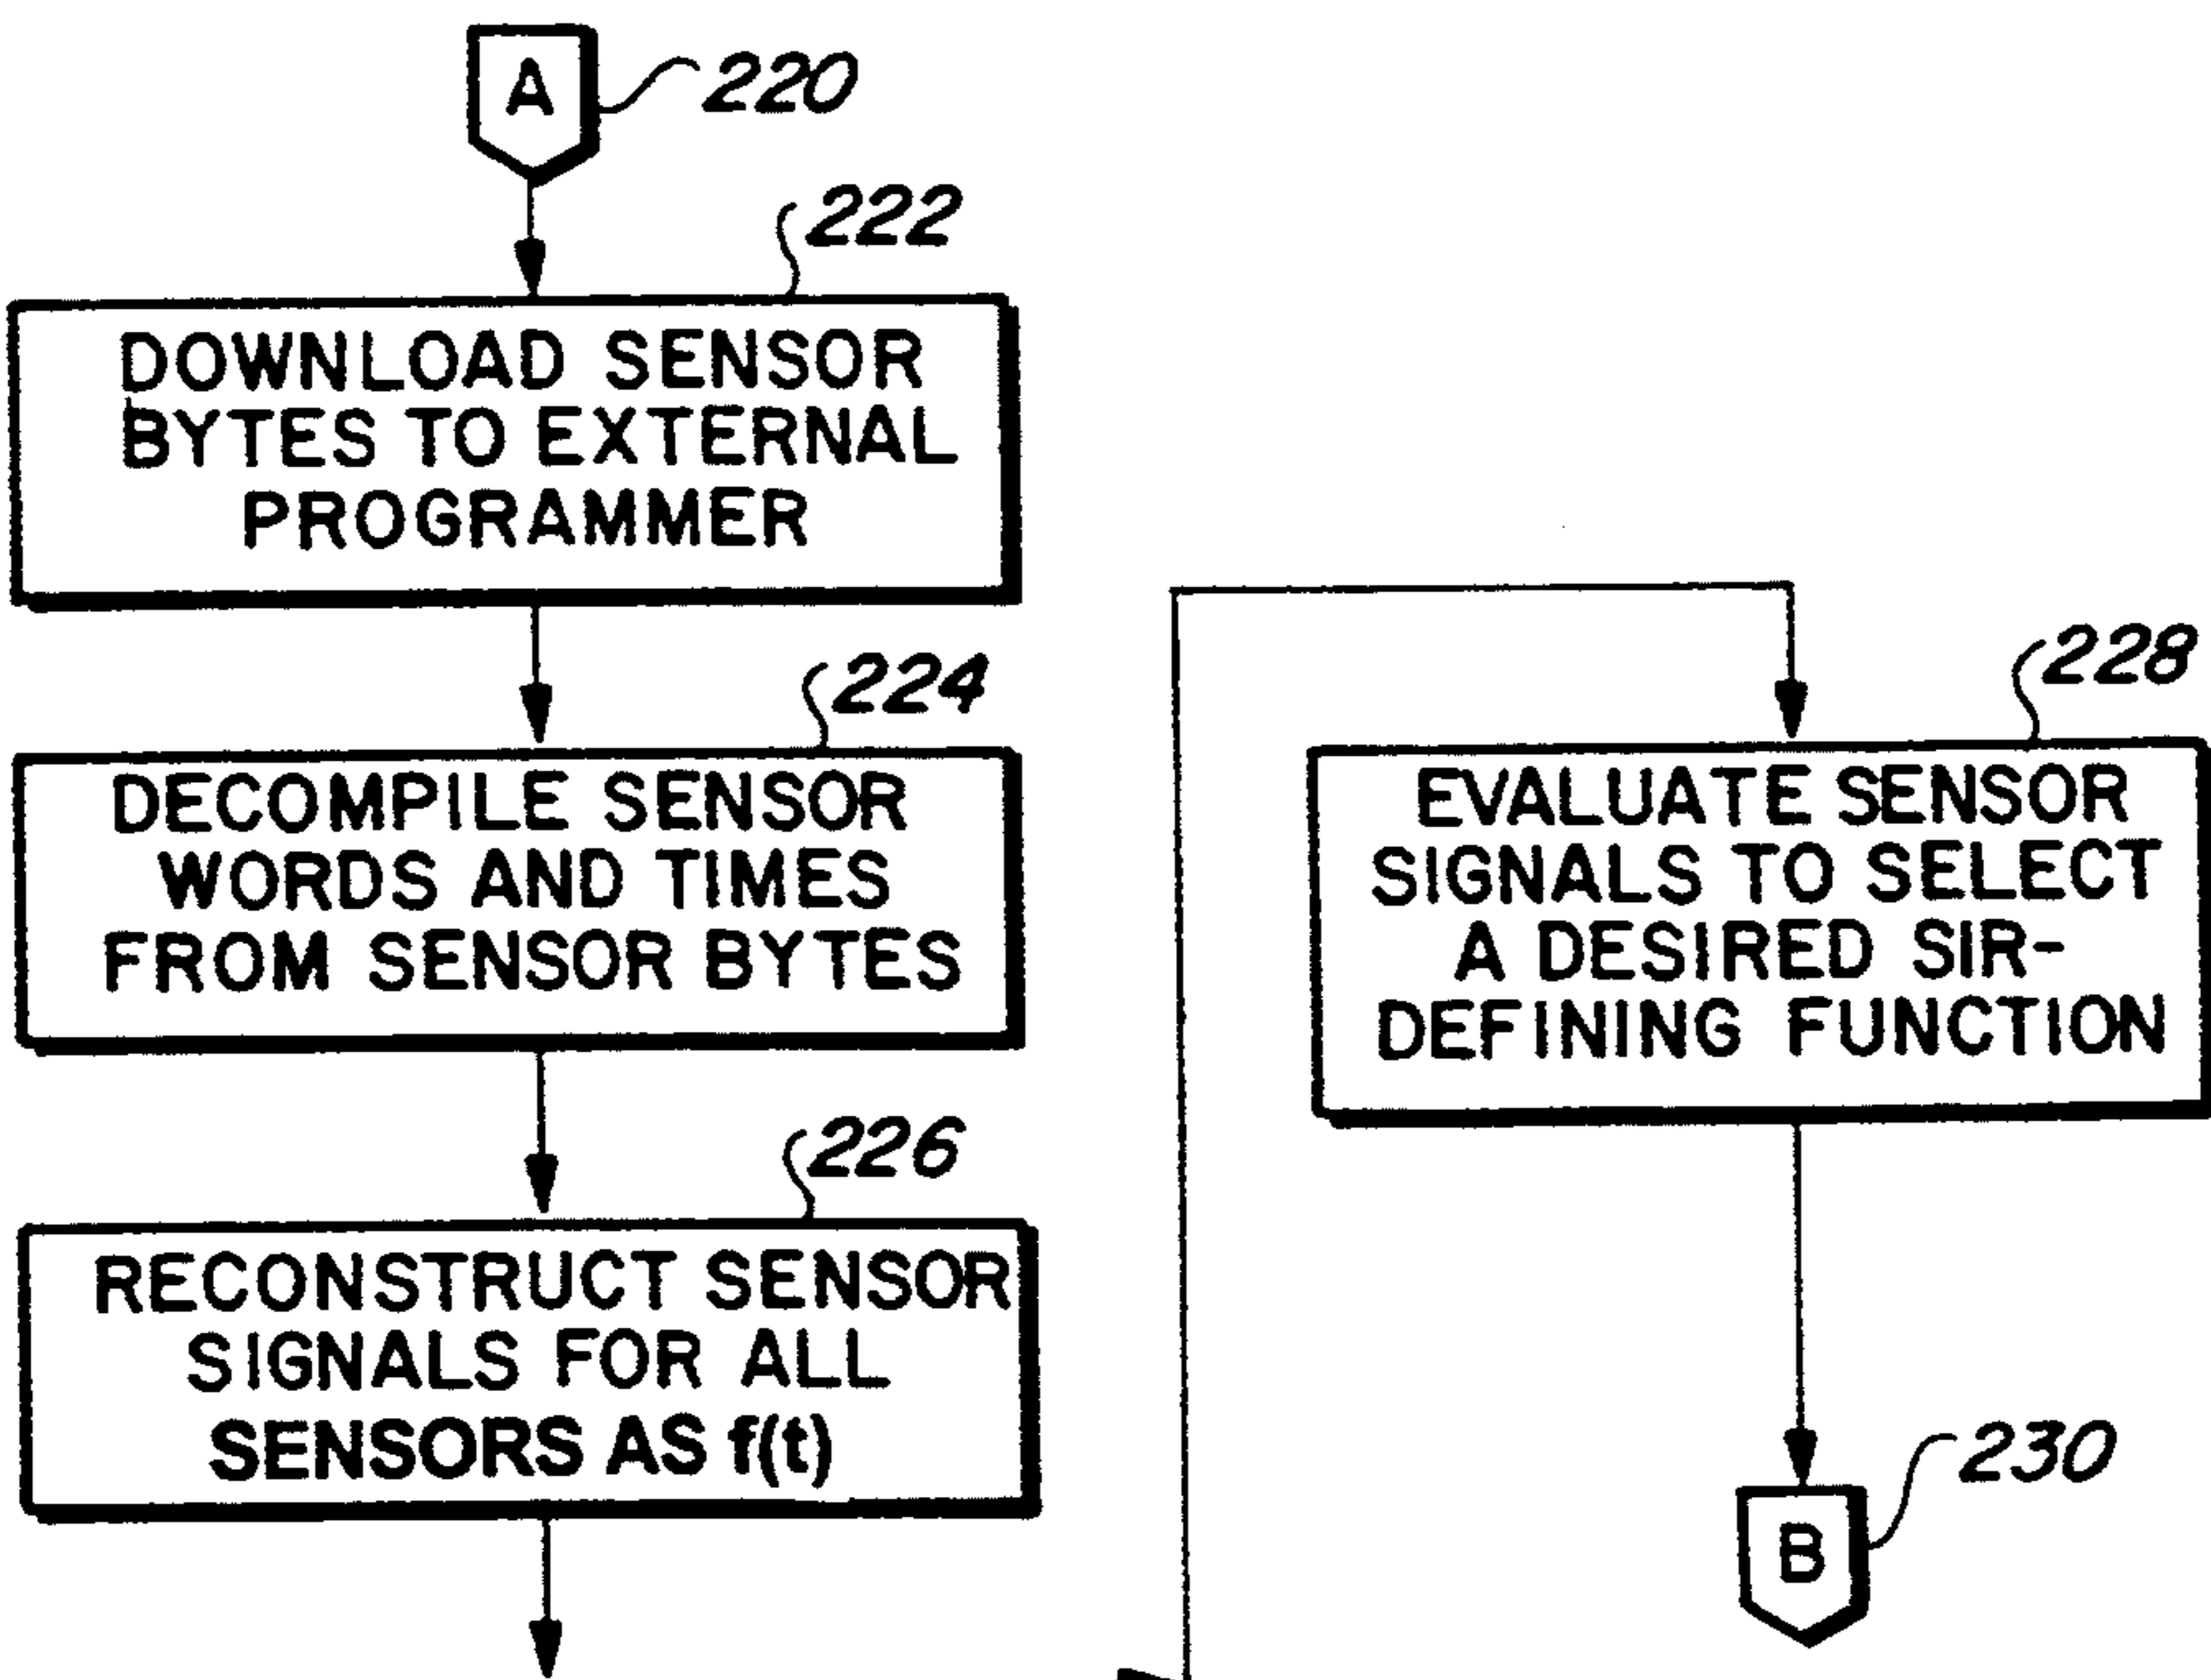 A
220
222
DOWNLOAD SENSOR
BYTES TO EXTERNAL
PROGRAMMER
224
DECOMPILE SENSOR
WORDS AND TIMES
FROM SENSOR BYTES
226
RECONSTRUCT SENSOR
SIGNALS FOR ALL
SENSORS AS f(t)
228
EVALUATE SENSOR
SIGNALS TO SELECT
A DESIRED SIR-
DEFINING FUNCTION
230
B